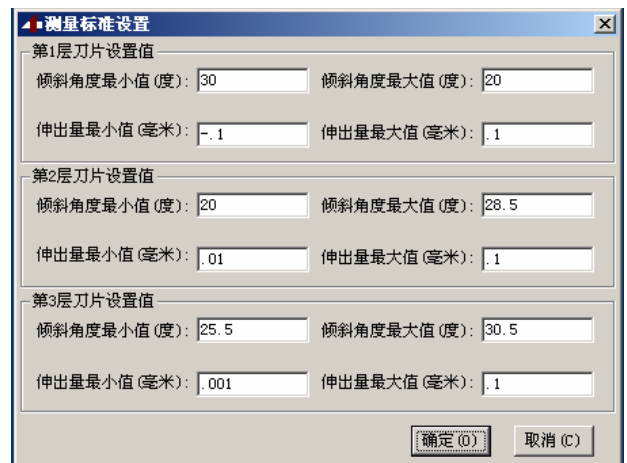 测量标准设置
第1层刀片设置值
倾斜角度最小值(度): 30 倾斜角度最大值(度): 20
伸出量最小值(毫米): -.1 伸出量最大值(毫米): .1
第2层刀片设置值
倾斜角度最小值(度): 20 倾斜角度最大值(度): 28.5
伸出量最小值(毫米): .01 伸出量最大值(毫米): .1
第3层刀片设置值
倾斜角度最小值(度): 25.5 倾斜角度最大值(度): 30.5
伸出量最小值(毫米): .001 伸出量最大值(毫米): .1
确定(O) 取消(C)